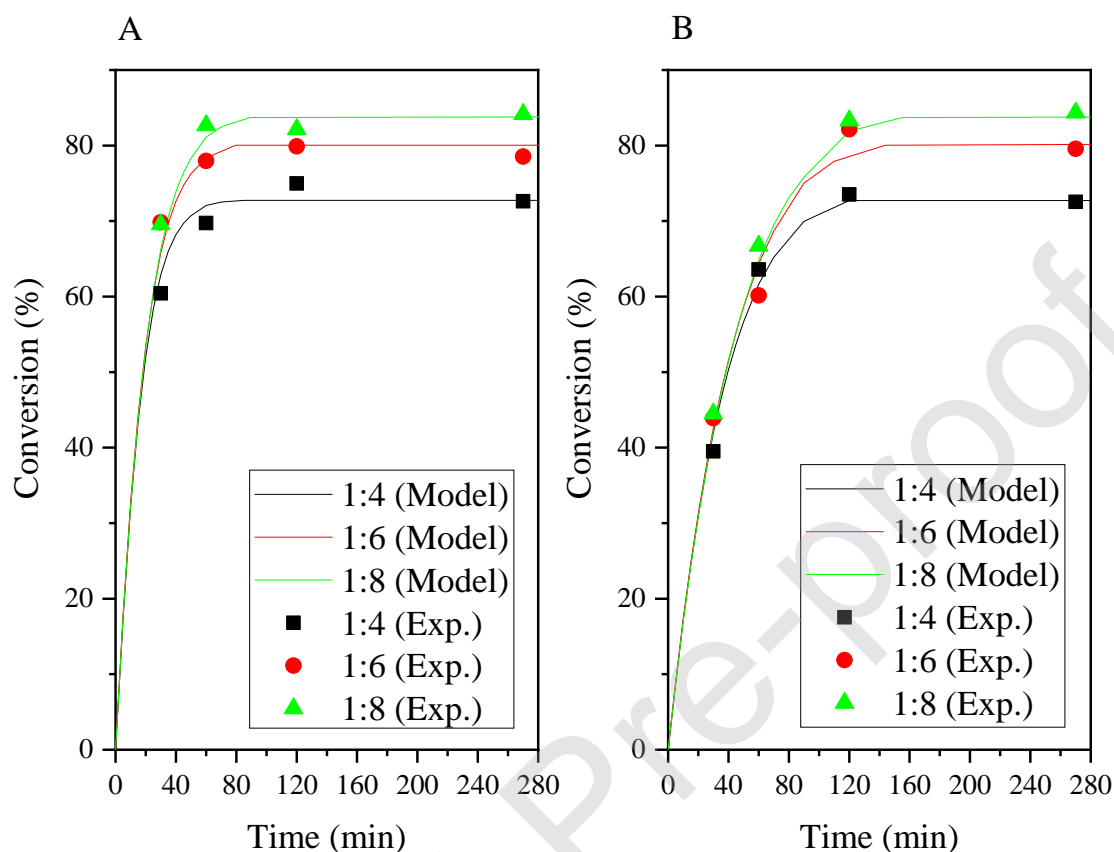 A
Conversion (%)
80
60
40
20
0
1:4 (Model)
1:6 (Model)
1:8 (Model)
1:4 (Exp.)
1:6 (Exp.)
1:8 (Exp.)
0 40 80 120 160 200 240 280
Time (min)
B
Conversion (%)
80
60
40
20
0
1:4 (Model)
1:6 (Model)
1:8 (Model)
1:4 (Exp.)
1:6 (Exp.)
1:8 (Exp.)
0 40 80 120 160 200 240 280
Time (min)
Pre-proof